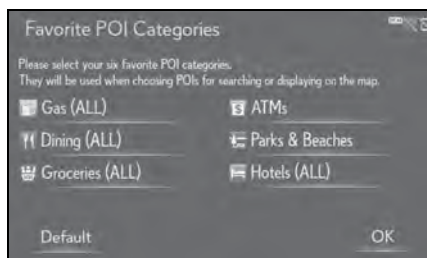 Favorite POI Categories
Please select your six favorite POI categories.
They will be used when choosing POIs for searching or displaying on the map.
Gas (ALL)
ATMs
Dining (ALL)
Parks & Beaches
Groceries (ALL)
Hotels (ALL)
Default
OK